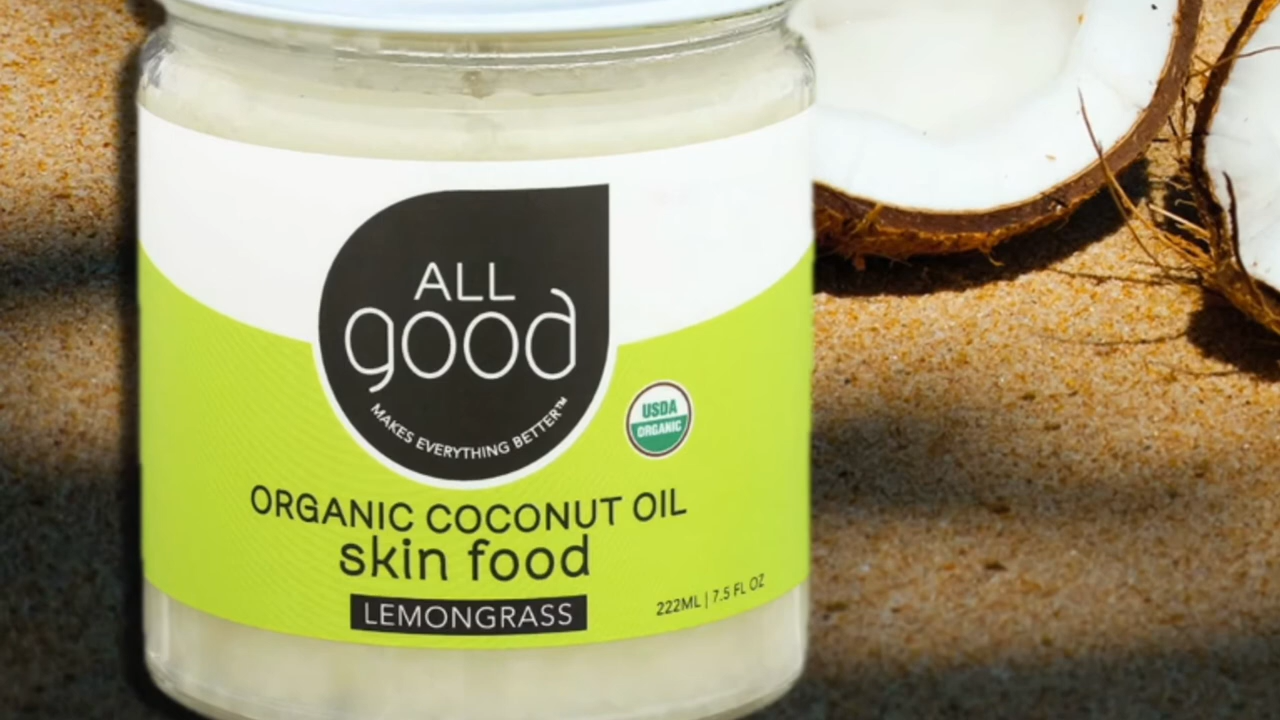 ALL
good
MAKES EVERYTHING BETTER™
USDA
ORGANIC
ORGANIC COCONUT OIL
skin food
LEMONGRASS
222ML | 7.5 FL OZ